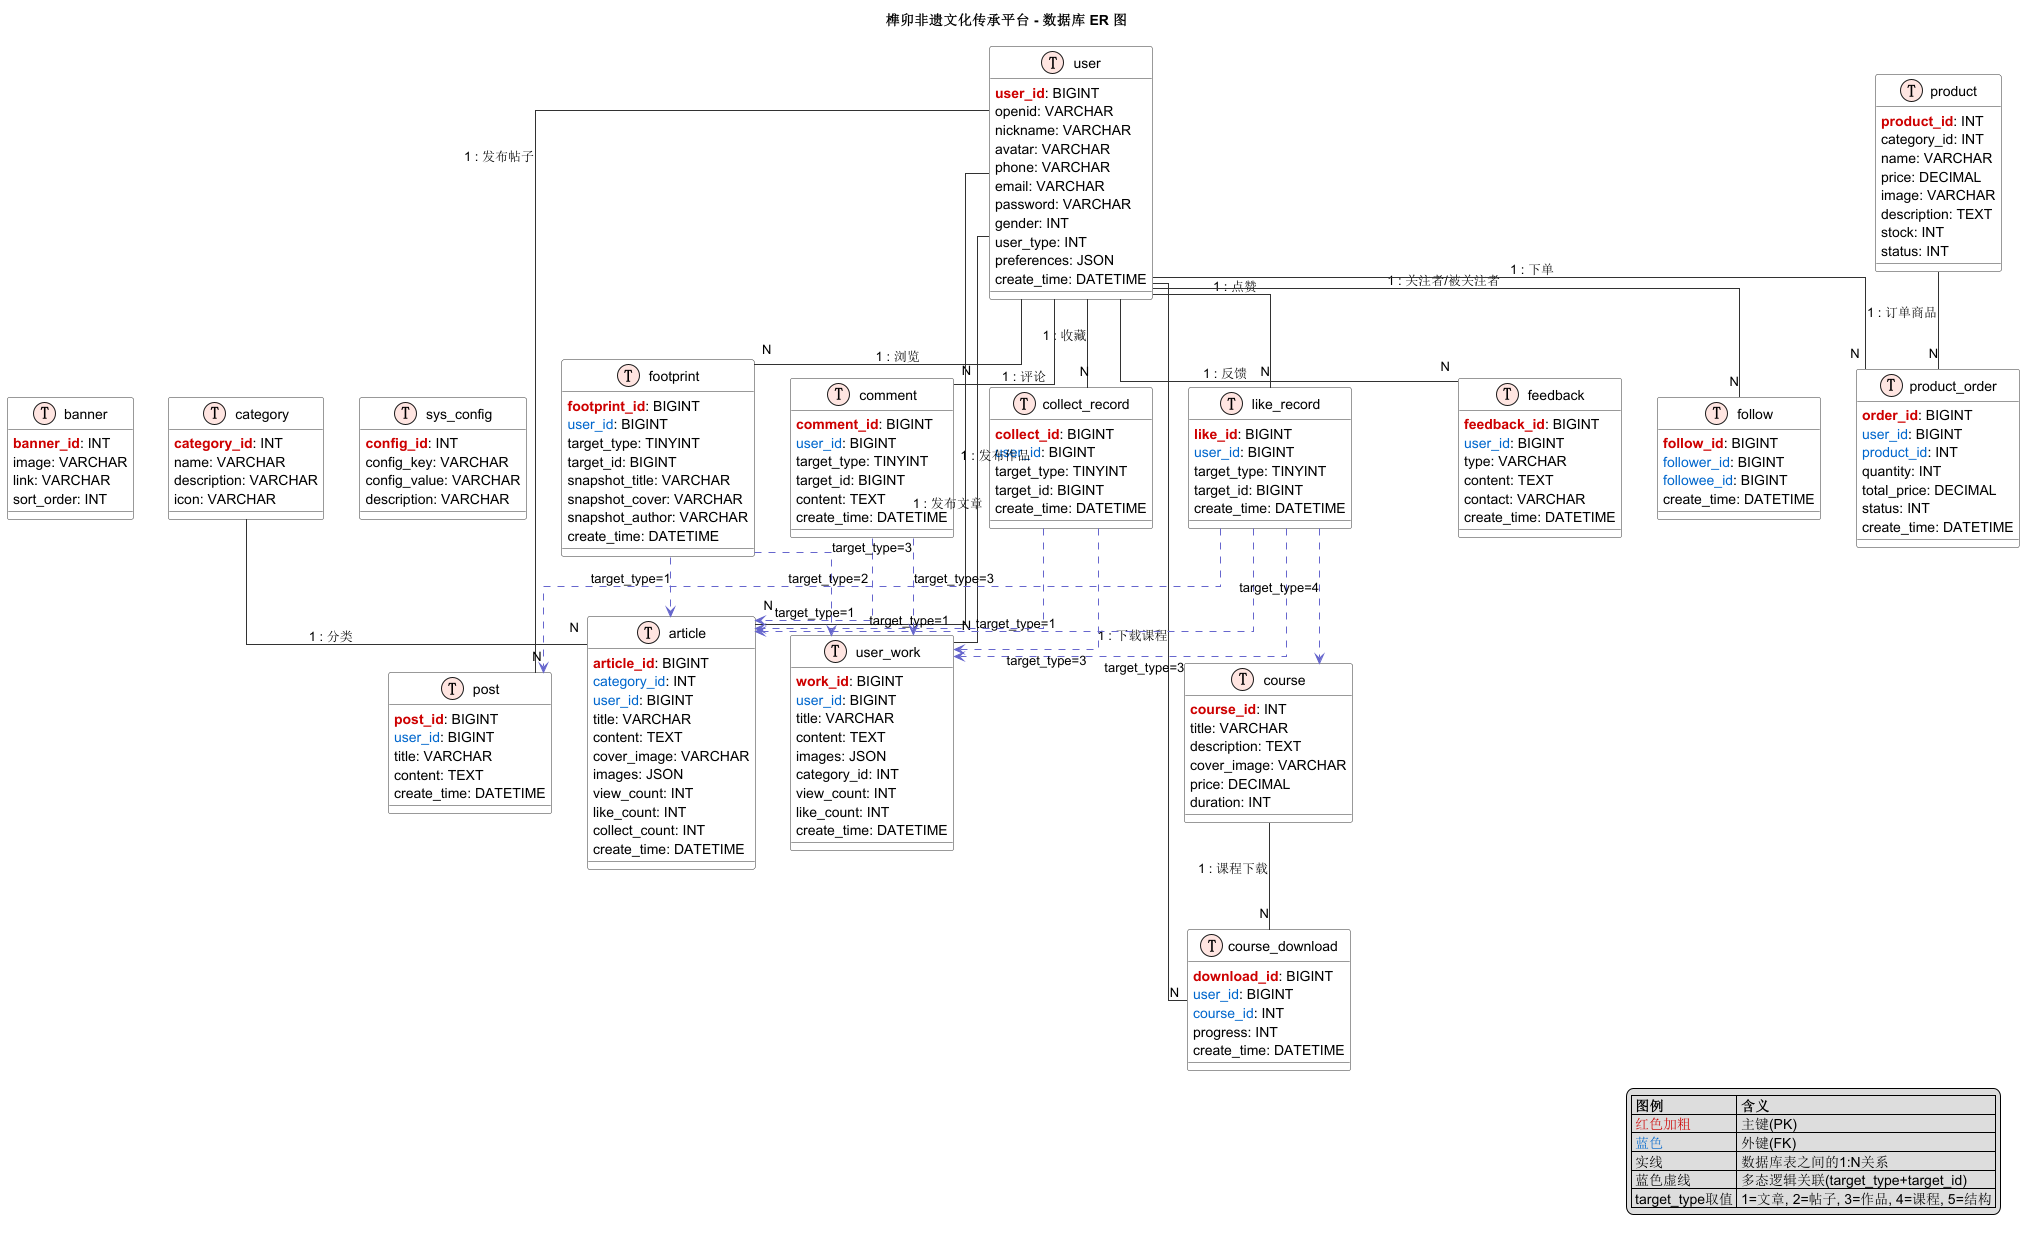 榫卯非遗文化传承平台 - 数据库 ER 图
T user
user_id: BIGINT
openid: VARCHAR
nickname: VARCHAR
avatar: VARCHAR
phone: VARCHAR
email: VARCHAR
password: VARCHAR
gender: INT
user_type: INT
preferences: JSON
create_time: DATETIME
T product
product_id: INT
category_id: INT
name: VARCHAR
price: DECIMAL
image: VARCHAR
description: TEXT
stock: INT
status: INT
1 : 发布帖子
1 : 下单
1 : 关注者/被关注者
1 : 点赞
1 : 订单商品
1 : 收藏
1 : 浏览
1 : 评论
1 : 反馈
N
N
N
N
N
N
N
N
T banner
banner_id: INT
image: VARCHAR
link: VARCHAR
sort_order: INT
T category
category_id: INT
name: VARCHAR
description: VARCHAR
icon: VARCHAR
T sys_config
config_id: INT
config_key: VARCHAR
config_value: VARCHAR
description: VARCHAR
T footprint
footprint_id: BIGINT
user_id: BIGINT
target_type: TINYINT
target_id: BIGINT
snapshot_title: VARCHAR
snapshot_cover: VARCHAR
snapshot_author: VARCHAR
create_time: DATETIME
T comment
comment_id: BIGINT
user_id: BIGINT
target_type: TINYINT
target_id: BIGINT
content: TEXT
create_time: DATETIME
T collect_record
collect_id: BIGINT
user_id: BIGINT
target_type: TINYINT
target_id: BIGINT
create_time: DATETIME
1 : 发布作品
1 : 发布文章
T like_record
like_id: BIGINT
user_id: BIGINT
target_type: TINYINT
target_id: BIGINT
create_time: DATETIME
T feedback
feedback_id: BIGINT
user_id: BIGINT
type: VARCHAR
content: TEXT
contact: VARCHAR
create_time: DATETIME
T follow
follow_id: BIGINT
follower_id: BIGINT
followee_id: BIGINT
create_time: DATETIME
T product_order
order_id: BIGINT
user_id: BIGINT
product_id: INT
quantity: INT
total_price: DECIMAL
status: INT
create_time: DATETIME
target_type=3
target_type=1
target_type=2
target_type=3
target_type=4
target_type=1
target_type=1
target_type=1
1 : 下载课程
target_type=3
target_type=3
1 : 分类
N
N
N
N
T post
post_id: BIGINT
user_id: BIGINT
title: VARCHAR
content: TEXT
create_time: DATETIME
T article
article_id: BIGINT
category_id: INT
user_id: BIGINT
title: VARCHAR
content: TEXT
cover_image: VARCHAR
images: JSON
view_count: INT
like_count: INT
collect_count: INT
create_time: DATETIME
T user_work
work_id: BIGINT
user_id: BIGINT
title: VARCHAR
content: TEXT
images: JSON
category_id: INT
view_count: INT
like_count: INT
create_time: DATETIME
T course
course_id: INT
title: VARCHAR
description: TEXT
cover_image: VARCHAR
price: DECIMAL
duration: INT
1 : 课程下载
N
N
T course_download
download_id: BIGINT
user_id: BIGINT
course_id: INT
progress: INT
create_time: DATETIME
图例 含义
红色加粗 主键(PK)
蓝色 外键(FK)
实线 数据库表之间的1:N关系
蓝色虚线 多态逻辑关联(target_type+target_id)
target_type取值 1=文章, 2=帖子, 3=作品, 4=课程, 5=结构